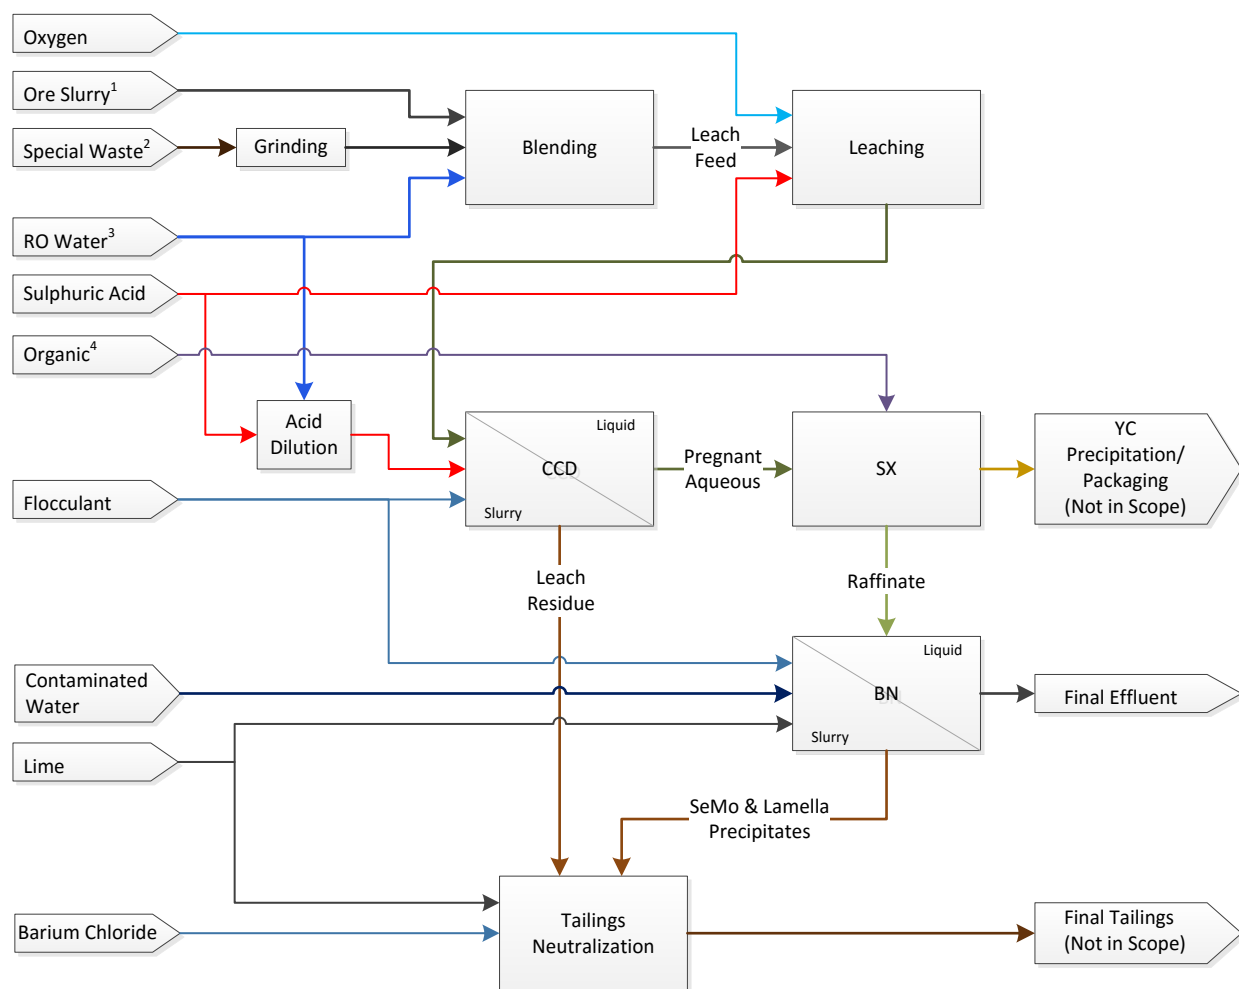 Oxygen
Ore Slurry1
Special Waste2
Grinding
Blending
Leach
Feed
Leaching
RO Water3
Sulphuric Acid
Organic4
Acid
Dilution
Liquid
CCD
Slurry
Pregnant
Aqueous
SX
YC
Precipitation/
Packaging
(Not in Scope)
Flocculant
Leach
Residue
Raffinate
Contaminated
Water
Liquid
BN
Slurry
Final Effluent
Lime
SeMo & Lamella
Precipitates
Barium Chloride
Tailings
Neutralization
Final Tailings
(Not in Scope)